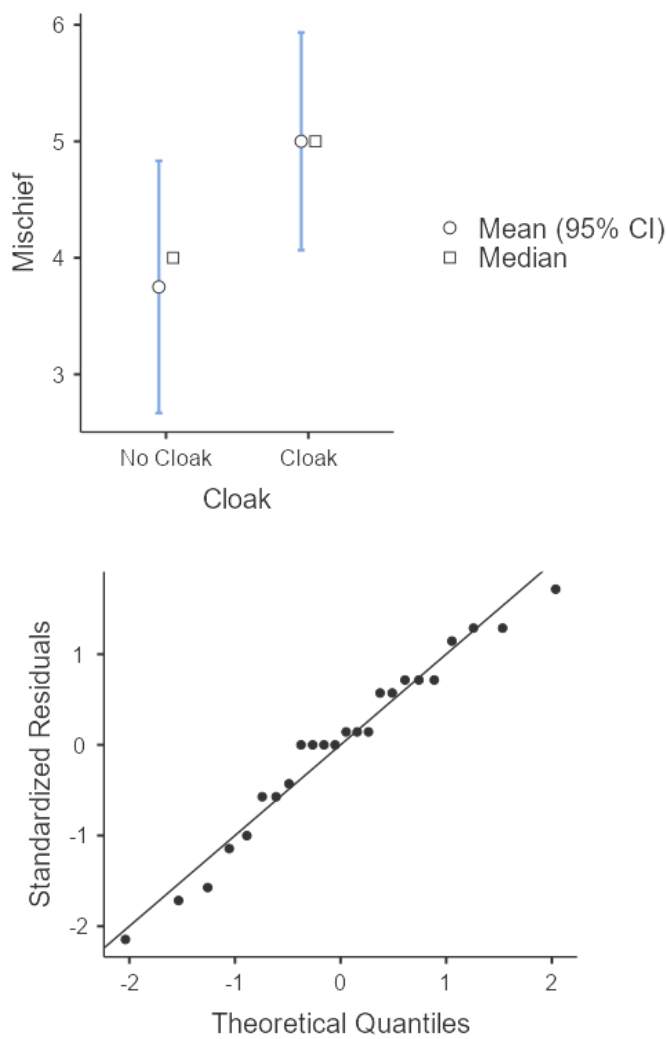 6
5
4
3
Mischief
No Cloak Cloak
Cloak
Mean (95% CI)
Median
1
0
-1
-2
Standardized Residuals
-2 -1 0 1 2
Theoretical Quantiles